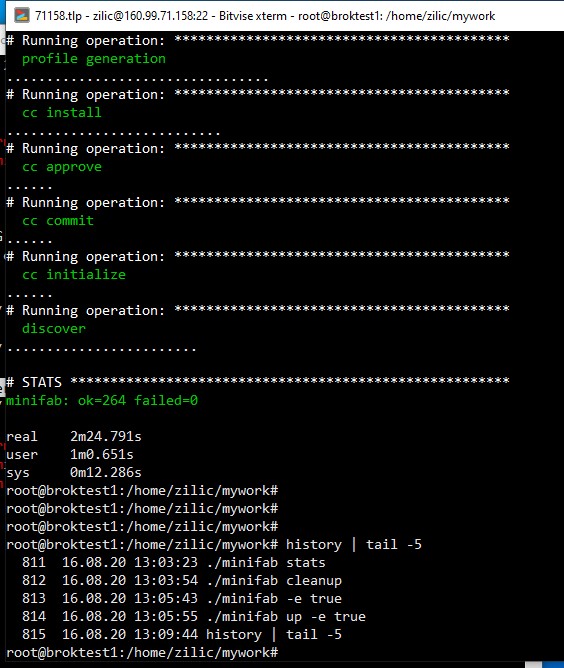 71158.tlp - zilic@160.99.71.158:22 - Bitvise xterm - root@broktest1: /home/zilic/mywork
# Running operation: *****************************************
  profile generation
.................................
# Running operation: *****************************************
  cc install
...........................
# Running operation: *****************************************
  cc approve
......
# Running operation: *****************************************
  cc commit
......
# Running operation: *****************************************
  cc initialize
......
# Running operation: *****************************************
  discover
........................
# STATS ******************************************************
minifab: ok=264 failed=0
real    2m24.791s
user    1m0.651s
sys     0m12.286s
root@broktest1:/home/zilic/mywork#
root@broktest1:/home/zilic/mywork#
root@broktest1:/home/zilic/mywork#
root@broktest1:/home/zilic/mywork# history | tail -5
  811  16.08.20 13:03:23 ./minifab stats
  812  16.08.20 13:03:54 ./minifab cleanup
  813  16.08.20 13:05:43 ./minifab -e true
  814  16.08.20 13:05:55 ./minifab up -e true
  815  16.08.20 13:09:44 history | tail -5
root@broktest1:/home/zilic/mywork#